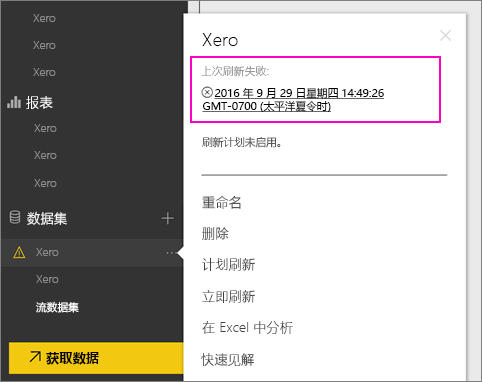 Xero
Xero
Xero
报表
Xero
Xero
Xero
数据集
Xero
Xero
流数据集
获取数据
Xero
上次刷新失败:
2016 年 9 月 29 日星期四 14:49:26
GMT-0700 (太平洋夏令时)
刷新计划未启用。
重命名
删除
计划刷新
立即刷新
在 Excel 中分析
快速见解